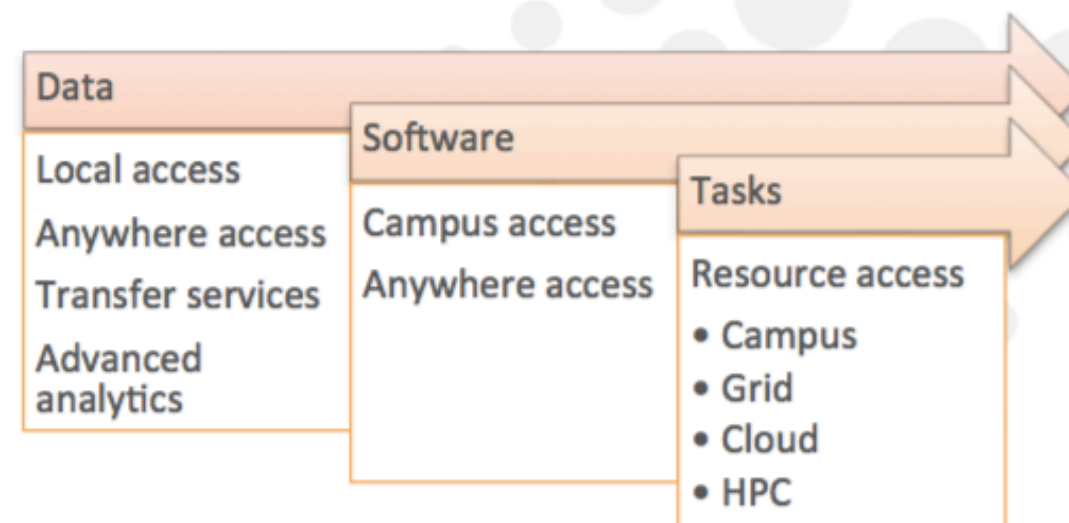 Data
Local access
Anywhere access
Transfer services
Advanced
analytics
Software
Campus access
Anywhere access
Tasks
Resource access
• Campus
• Grid
• Cloud
• HPC